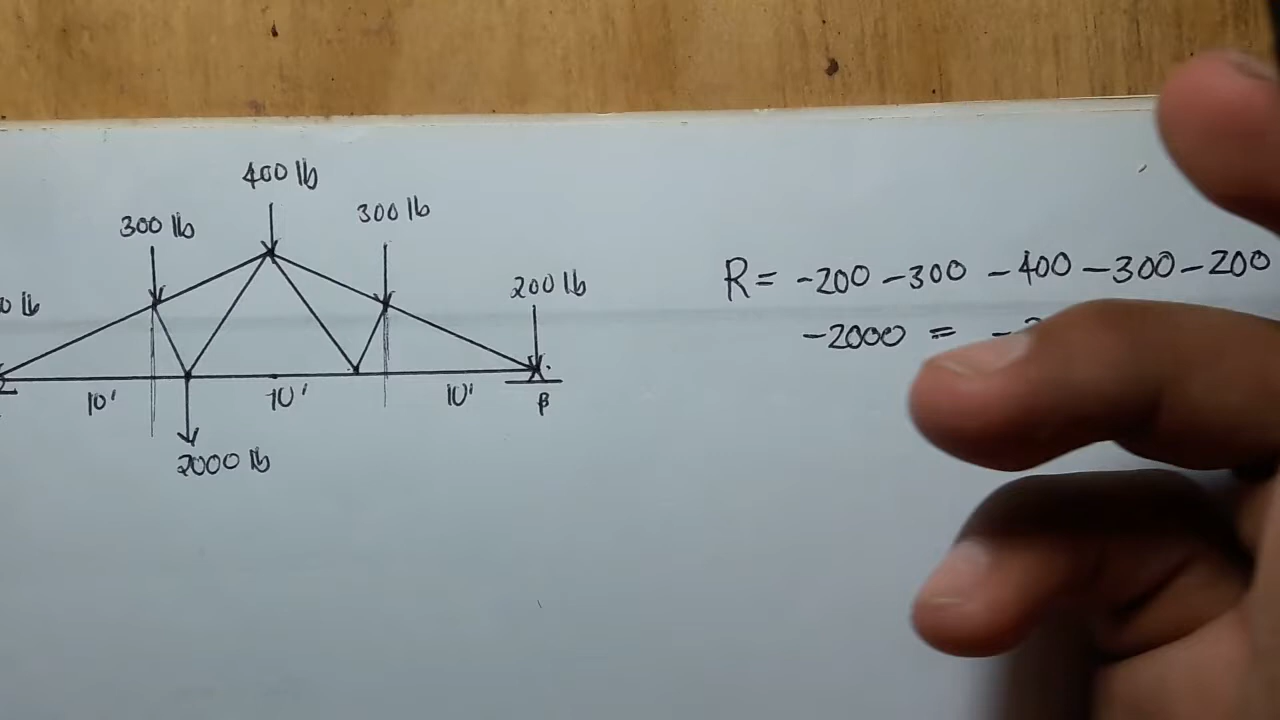 400 lb
300 lb
300 lb
200 lb
0 lb
10'
10'
10'
B
2000 lb
R = -200 -300 -400 -300 -200
-2000 = -